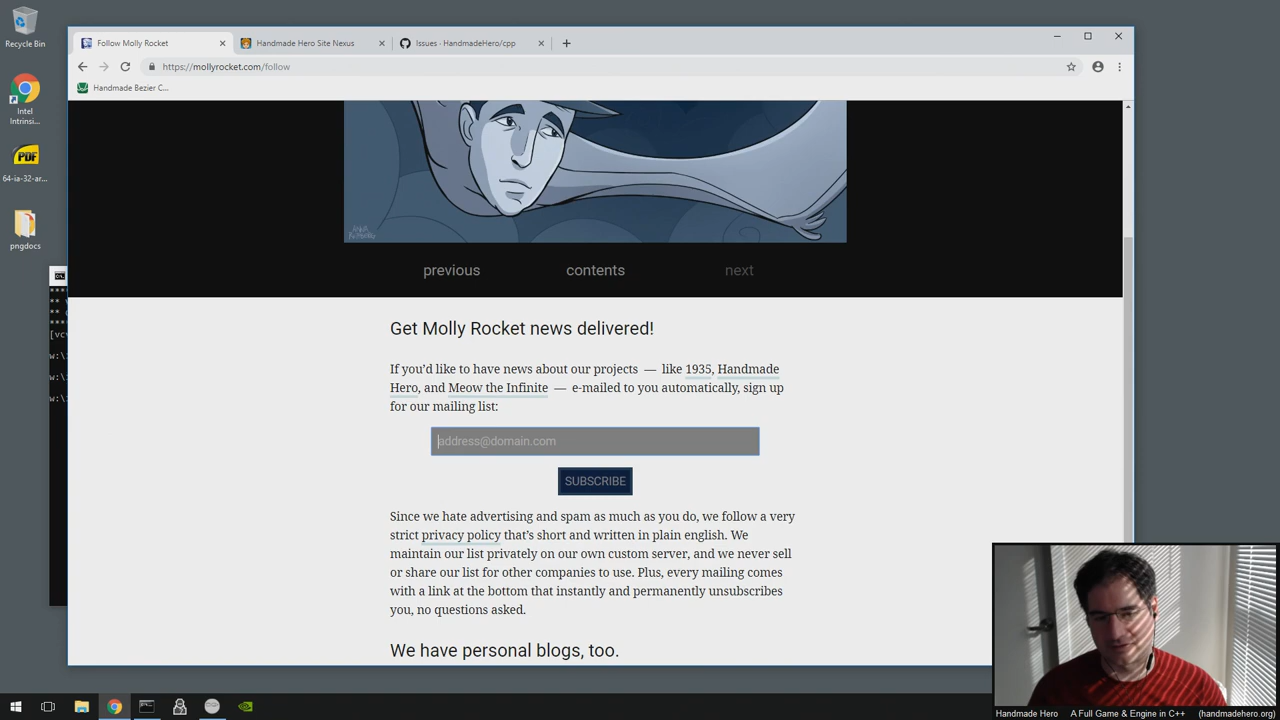 Recycle Bin
Intel
Intrinsi...
64-ia-32-ar...
pngdocs
Follow Molly Rocket
Handmade Hero Site Nexus
Issues · HandmadeHero/cpp
https://mollyrocket.com/follow
Handmade Bezier C...
previous
contents
next
Get Molly Rocket news delivered!
If you’d like to have news about our projects — like 1935, Handmade
Hero, and Meow the Infinite — e-mailed to you automatically, sign up
for our mailing list:
address@domain.com
SUBSCRIBE
Since we hate advertising and spam as much as you do, we follow a very
strict privacy policy that’s short and written in plain english. We
maintain our list privately on our own custom server, and we never sell
or share our list for other companies to use. Plus, every mailing comes
with a link at the bottom that instantly and permanently unsubscribes
you, no questions asked.
We have personal blogs, too.
Handmade Hero A Full Game & Engine in C++ (handmadehero.org)